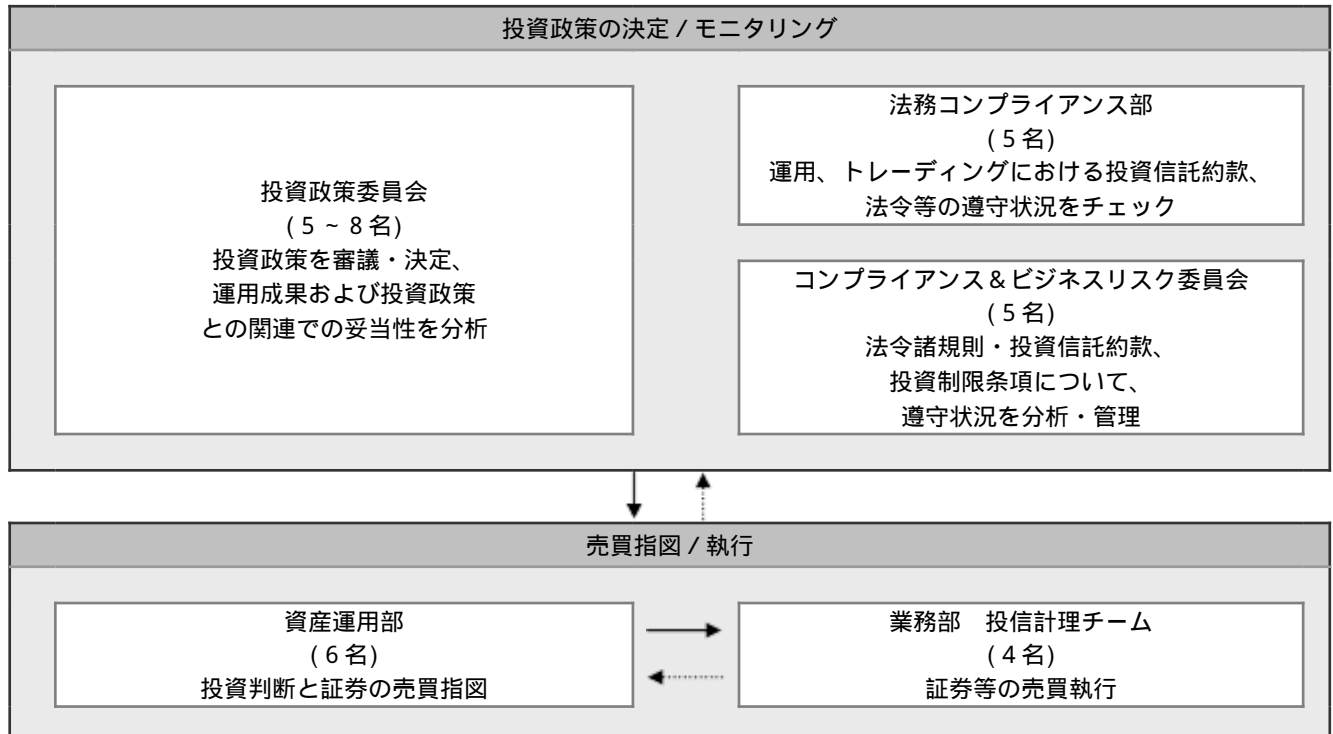 投資政策の決定 / モニタリング
投資政策委員会
( 5 ~ 8 名)
投資政策を審議・決定、
運用成果および投資政策
との関連での妥当性を分析
法務コンプライアンス部
( 5 名)
運用、トレーディングにおける投資信託約款、
法令等の遵守状況をチェック
コンプライアンス&ビジネスリスク委員会
( 5 名)
法令諸規則・投資信託約款、
投資制限条項について、
遵守状況を分析・管理
売買指図 / 執行
資産運用部
( 6 名)
投資判断と証券の売買指図
業務部　投信計理チーム
( 4 名)
証券等の売買執行